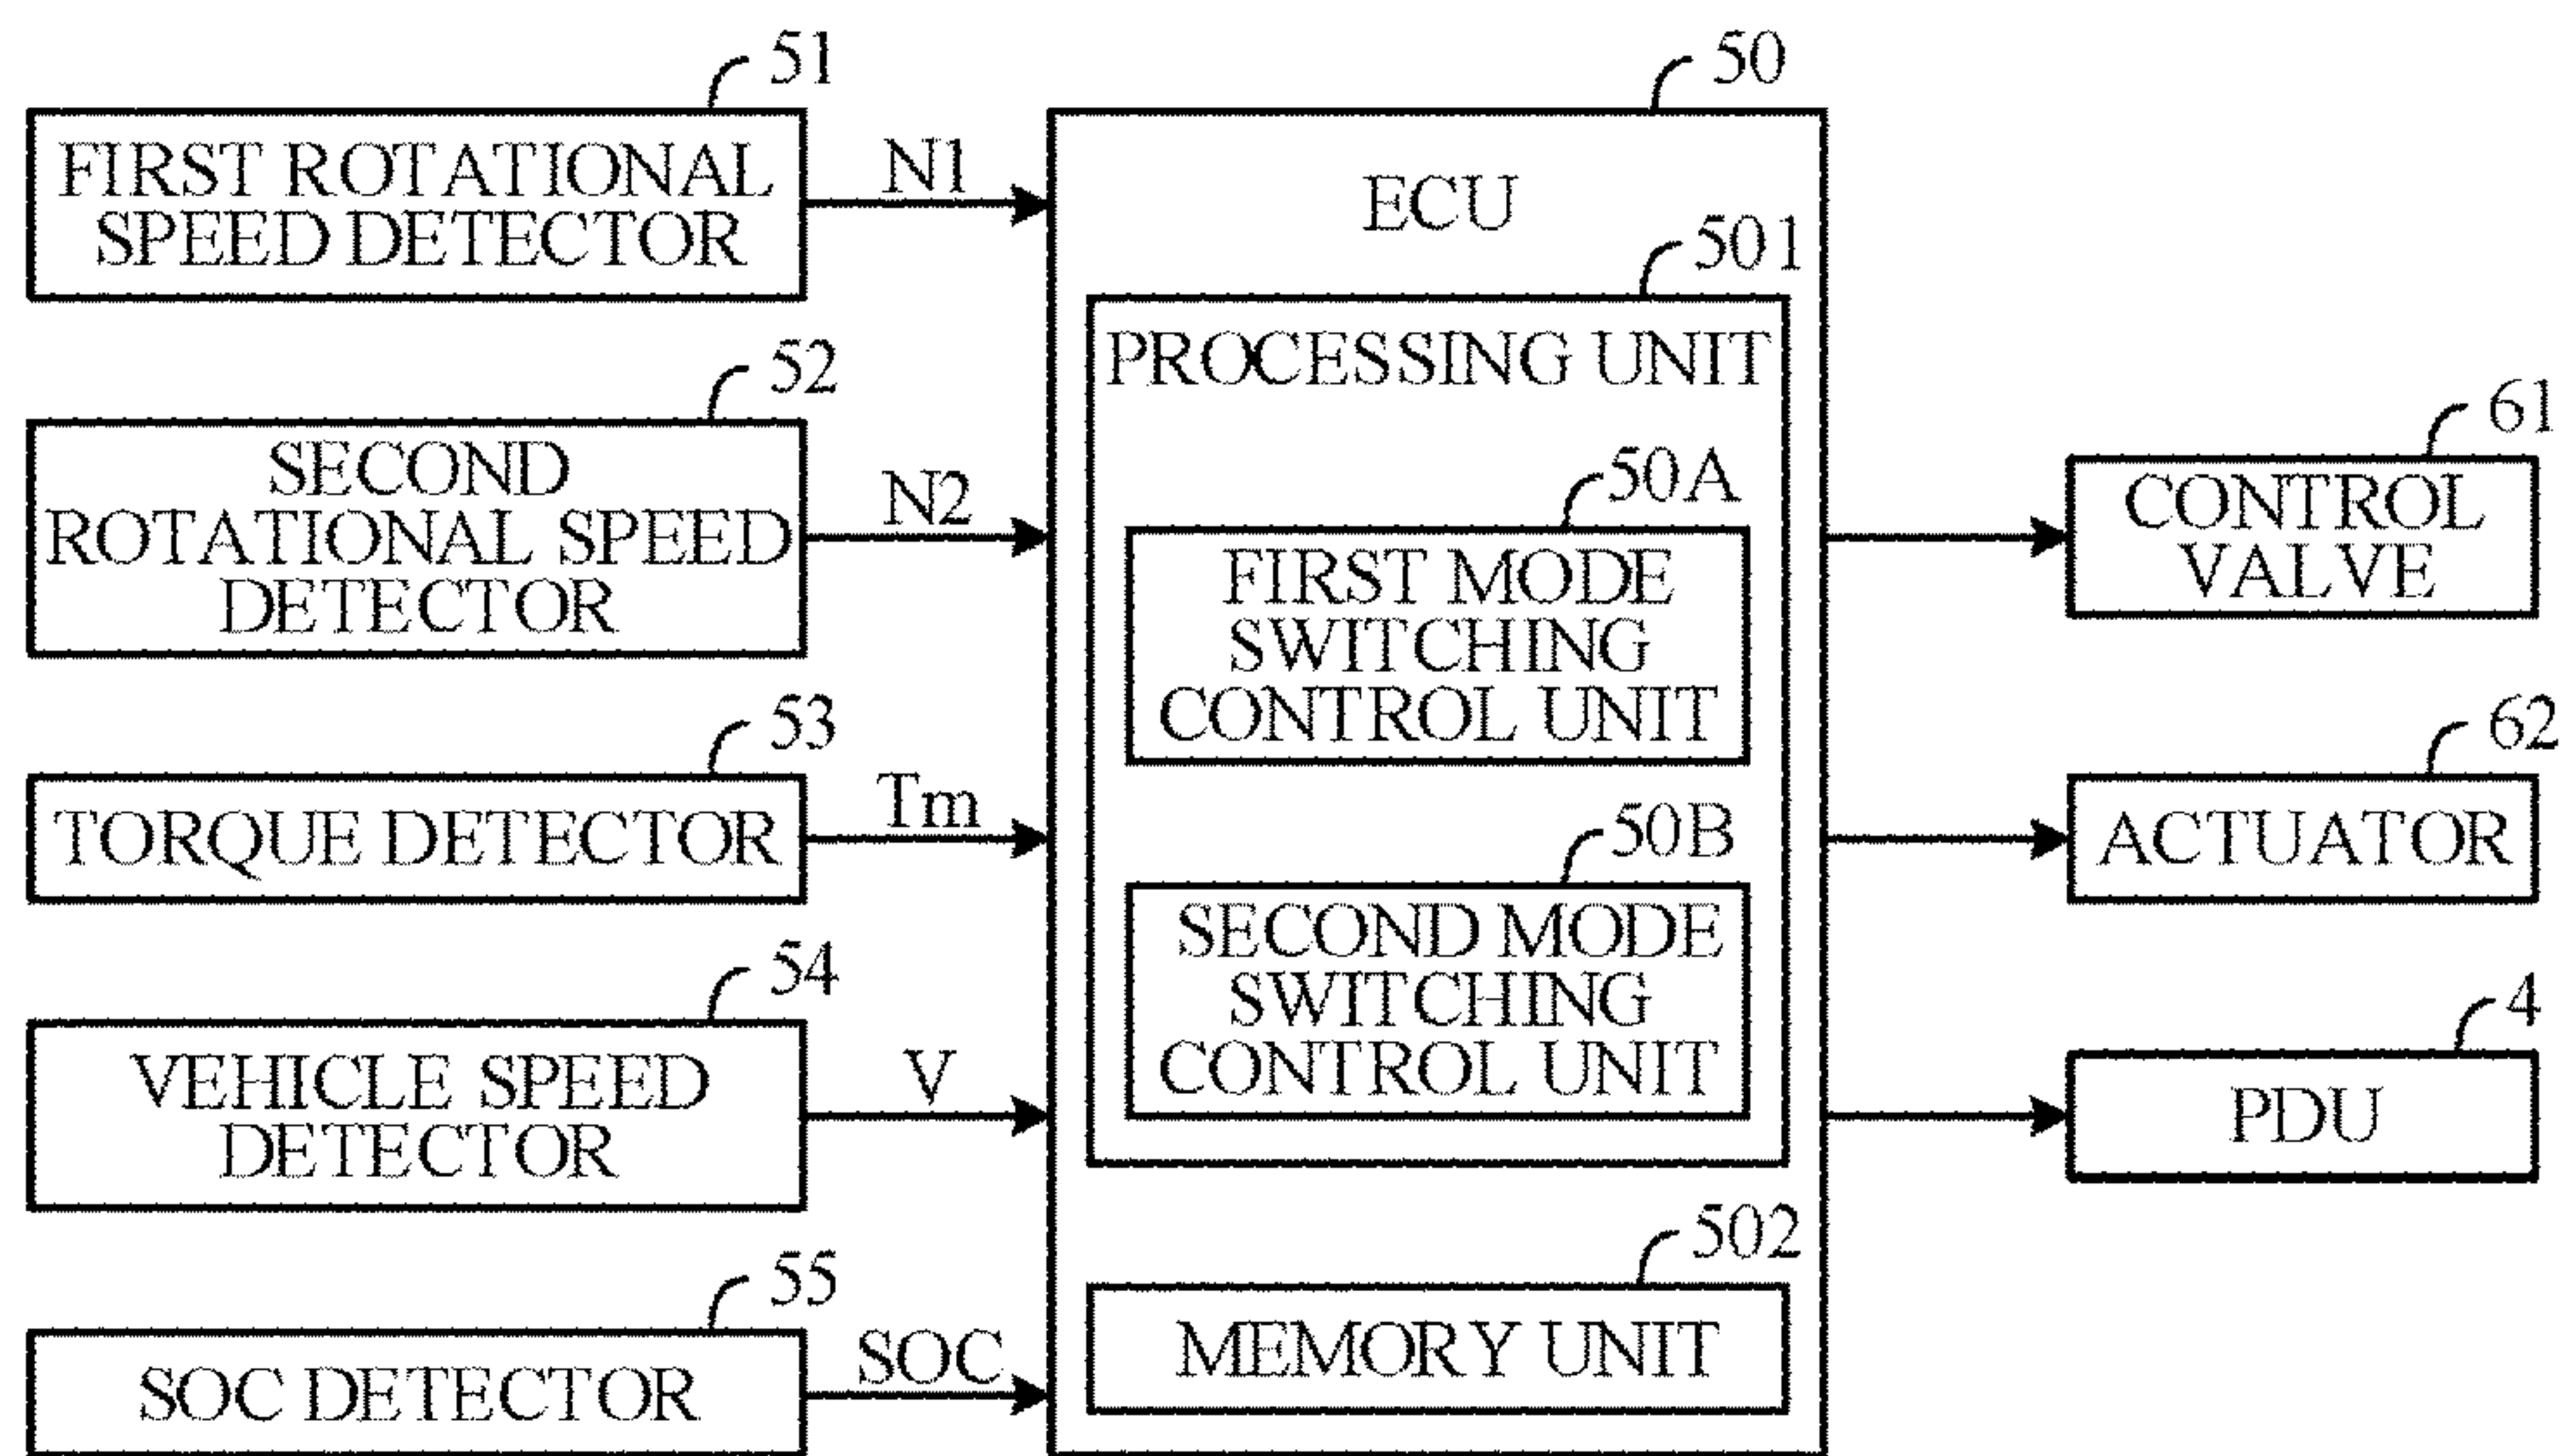 51
FIRST ROTATIONAL
SPEED DETECTOR
N1
52
SECOND
ROTATIONAL SPEED
DETECTOR
N2
53
TORQUE DETECTOR
Tm
54
VEHICLE SPEED
DETECTOR
V
55
SOC DETECTOR
SOC
50
ECU
501
PROCESSING UNIT
50A
FIRST MODE
SWITCHING
CONTROL UNIT
50B
SECOND MODE
SWITCHING
CONTROL UNIT
502
MEMORY UNIT
61
CONTROL
VALVE
62
ACTUATOR
4
PDU